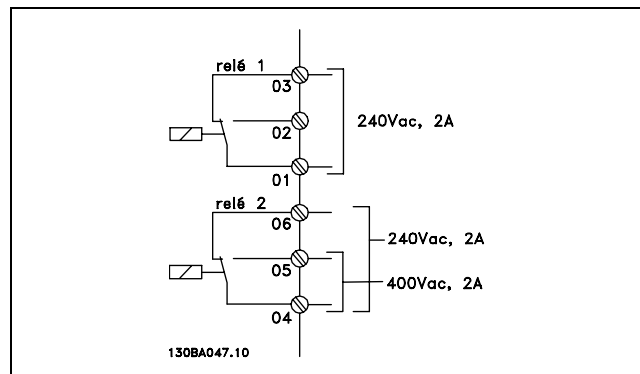 relé 1
03
02
240Vac, 2A
01
relé 2
06
240Vac, 2A
05
400Vac, 2A
04
130BA047.10